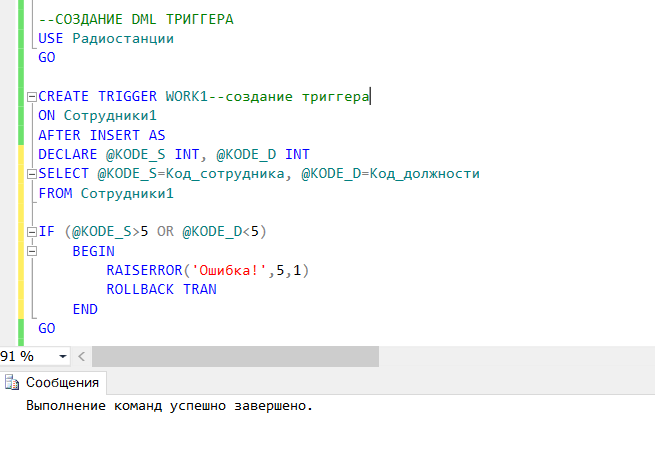 --СОЗДАНИЕ DML ТРИГГЕРА
USE Радиостанции
GO
CREATE TRIGGER WORK1--создание триггера
ON Сотрудники1
AFTER INSERT AS
DECLARE @KODE_S INT, @KODE_D INT
SELECT @KODE_S=Код_сотрудника, @KODE_D=Код_должности
FROM Сотрудники1
IF (@KODE_S>5 OR @KODE_D<5)
BEGIN
RAISERROR('Ошибка!',5,1)
ROLLBACK TRAN
END
GO
91 %
Сообщения
Выполнение команд успешно завершено.